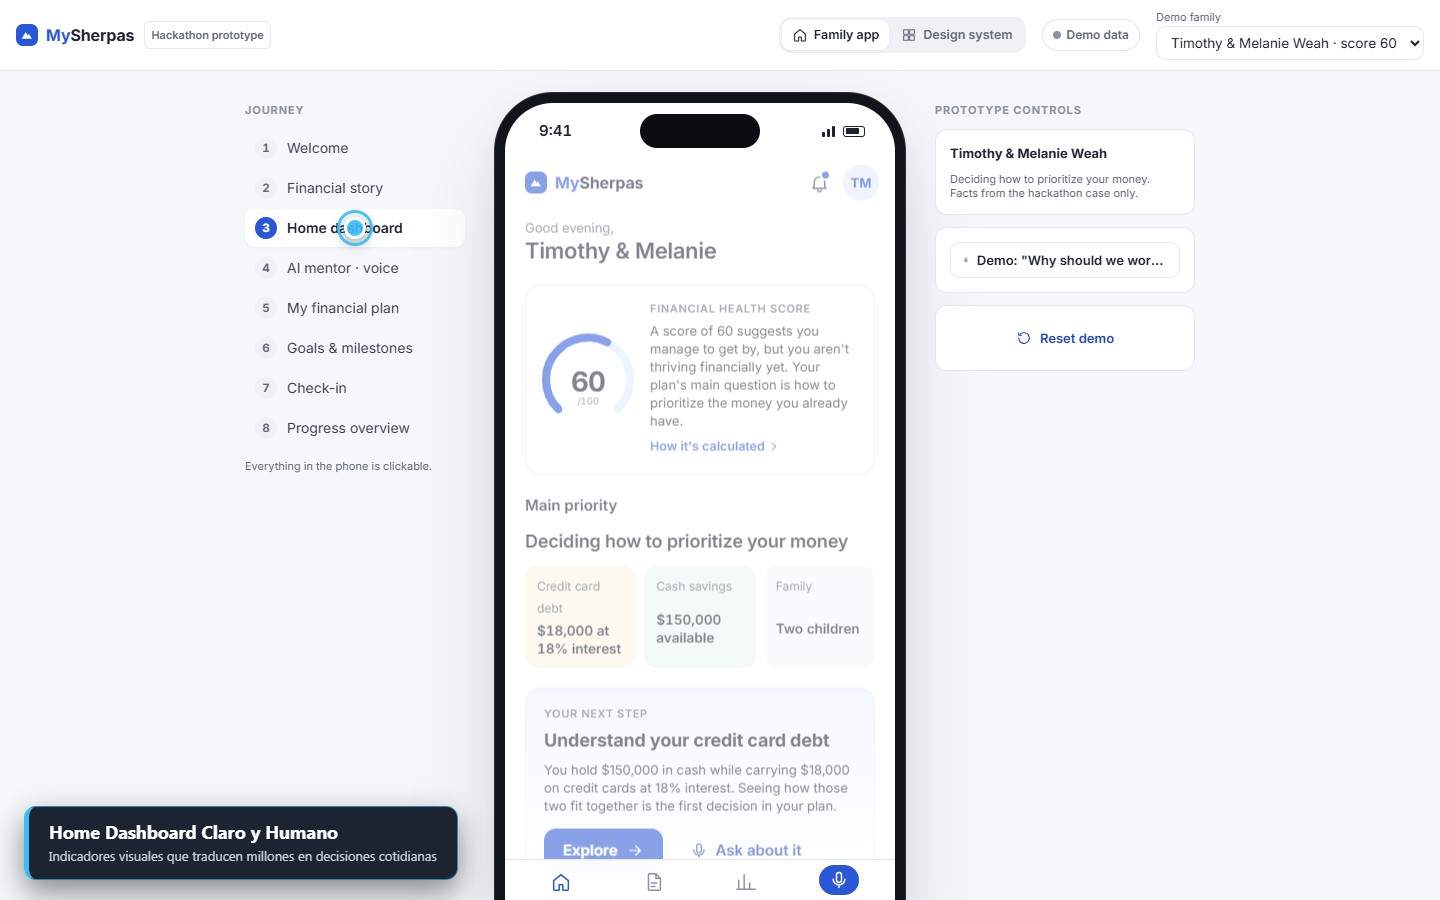 MySherpas
Hackathon prototype
Family app
Design system
Demo data
Demo family
Timothy & Melanie Weah · score 60
JOURNEY
1 Welcome
2 Financial story
3 Home dashboard
4 AI mentor · voice
5 My financial plan
6 Goals & milestones
7 Check-in
8 Progress overview
Everything in the phone is clickable.
9:41
MySherpas
TM
Good evening,
Timothy & Melanie
60
/100
FINANCIAL HEALTH SCORE
A score of 60 suggests you
manage to get by, but you aren't
thriving financially yet. Your
plan's main question is how to
prioritize the money you already
have.
How it's calculated
Main priority
Deciding how to prioritize your money
Credit card
debt
$18,000 at
18% interest
Cash savings
$150,000
available
Family
Two children
YOUR NEXT STEP
Understand your credit card debt
You hold $150,000 in cash while carrying $18,000
on credit cards at 18% interest. Seeing how those
two fit together is the first decision in your plan.
Explore
Ask about it
PROTOTYPE CONTROLS
Timothy & Melanie Weah
Deciding how to prioritize your money.
Facts from the hackathon case only.
Demo: "Why should we wor...
Reset demo
Home Dashboard Claro y Humano
Indicadores visuales que traducen millones en decisiones cotidianas